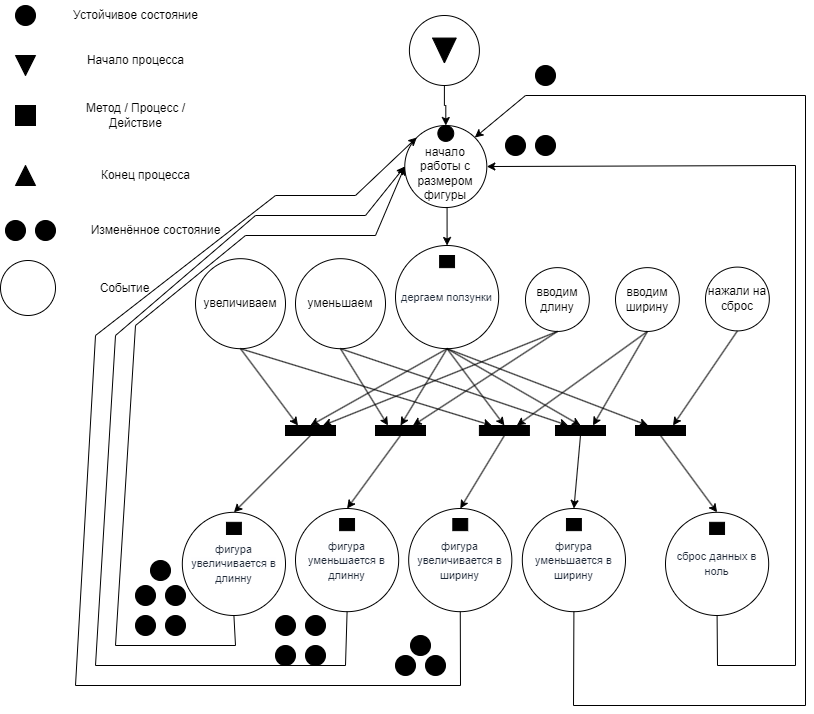 Устойчивое состояние
Начало процесса
Метод / Процесс /
Действие
Конец процесса
Изменённое состояние
Событие
начало
работы с
размером
фигуры
увеличиваем
уменьшаем
дергаем ползунки
вводим
длину
вводим
ширину
нажали на
сброс
фигура
увеличивается в
длинну
фигура
уменьшается в
длинну
фигура
увеличивается в
ширину
фигура
уменьшается в
ширину
сброс данных в
ноль